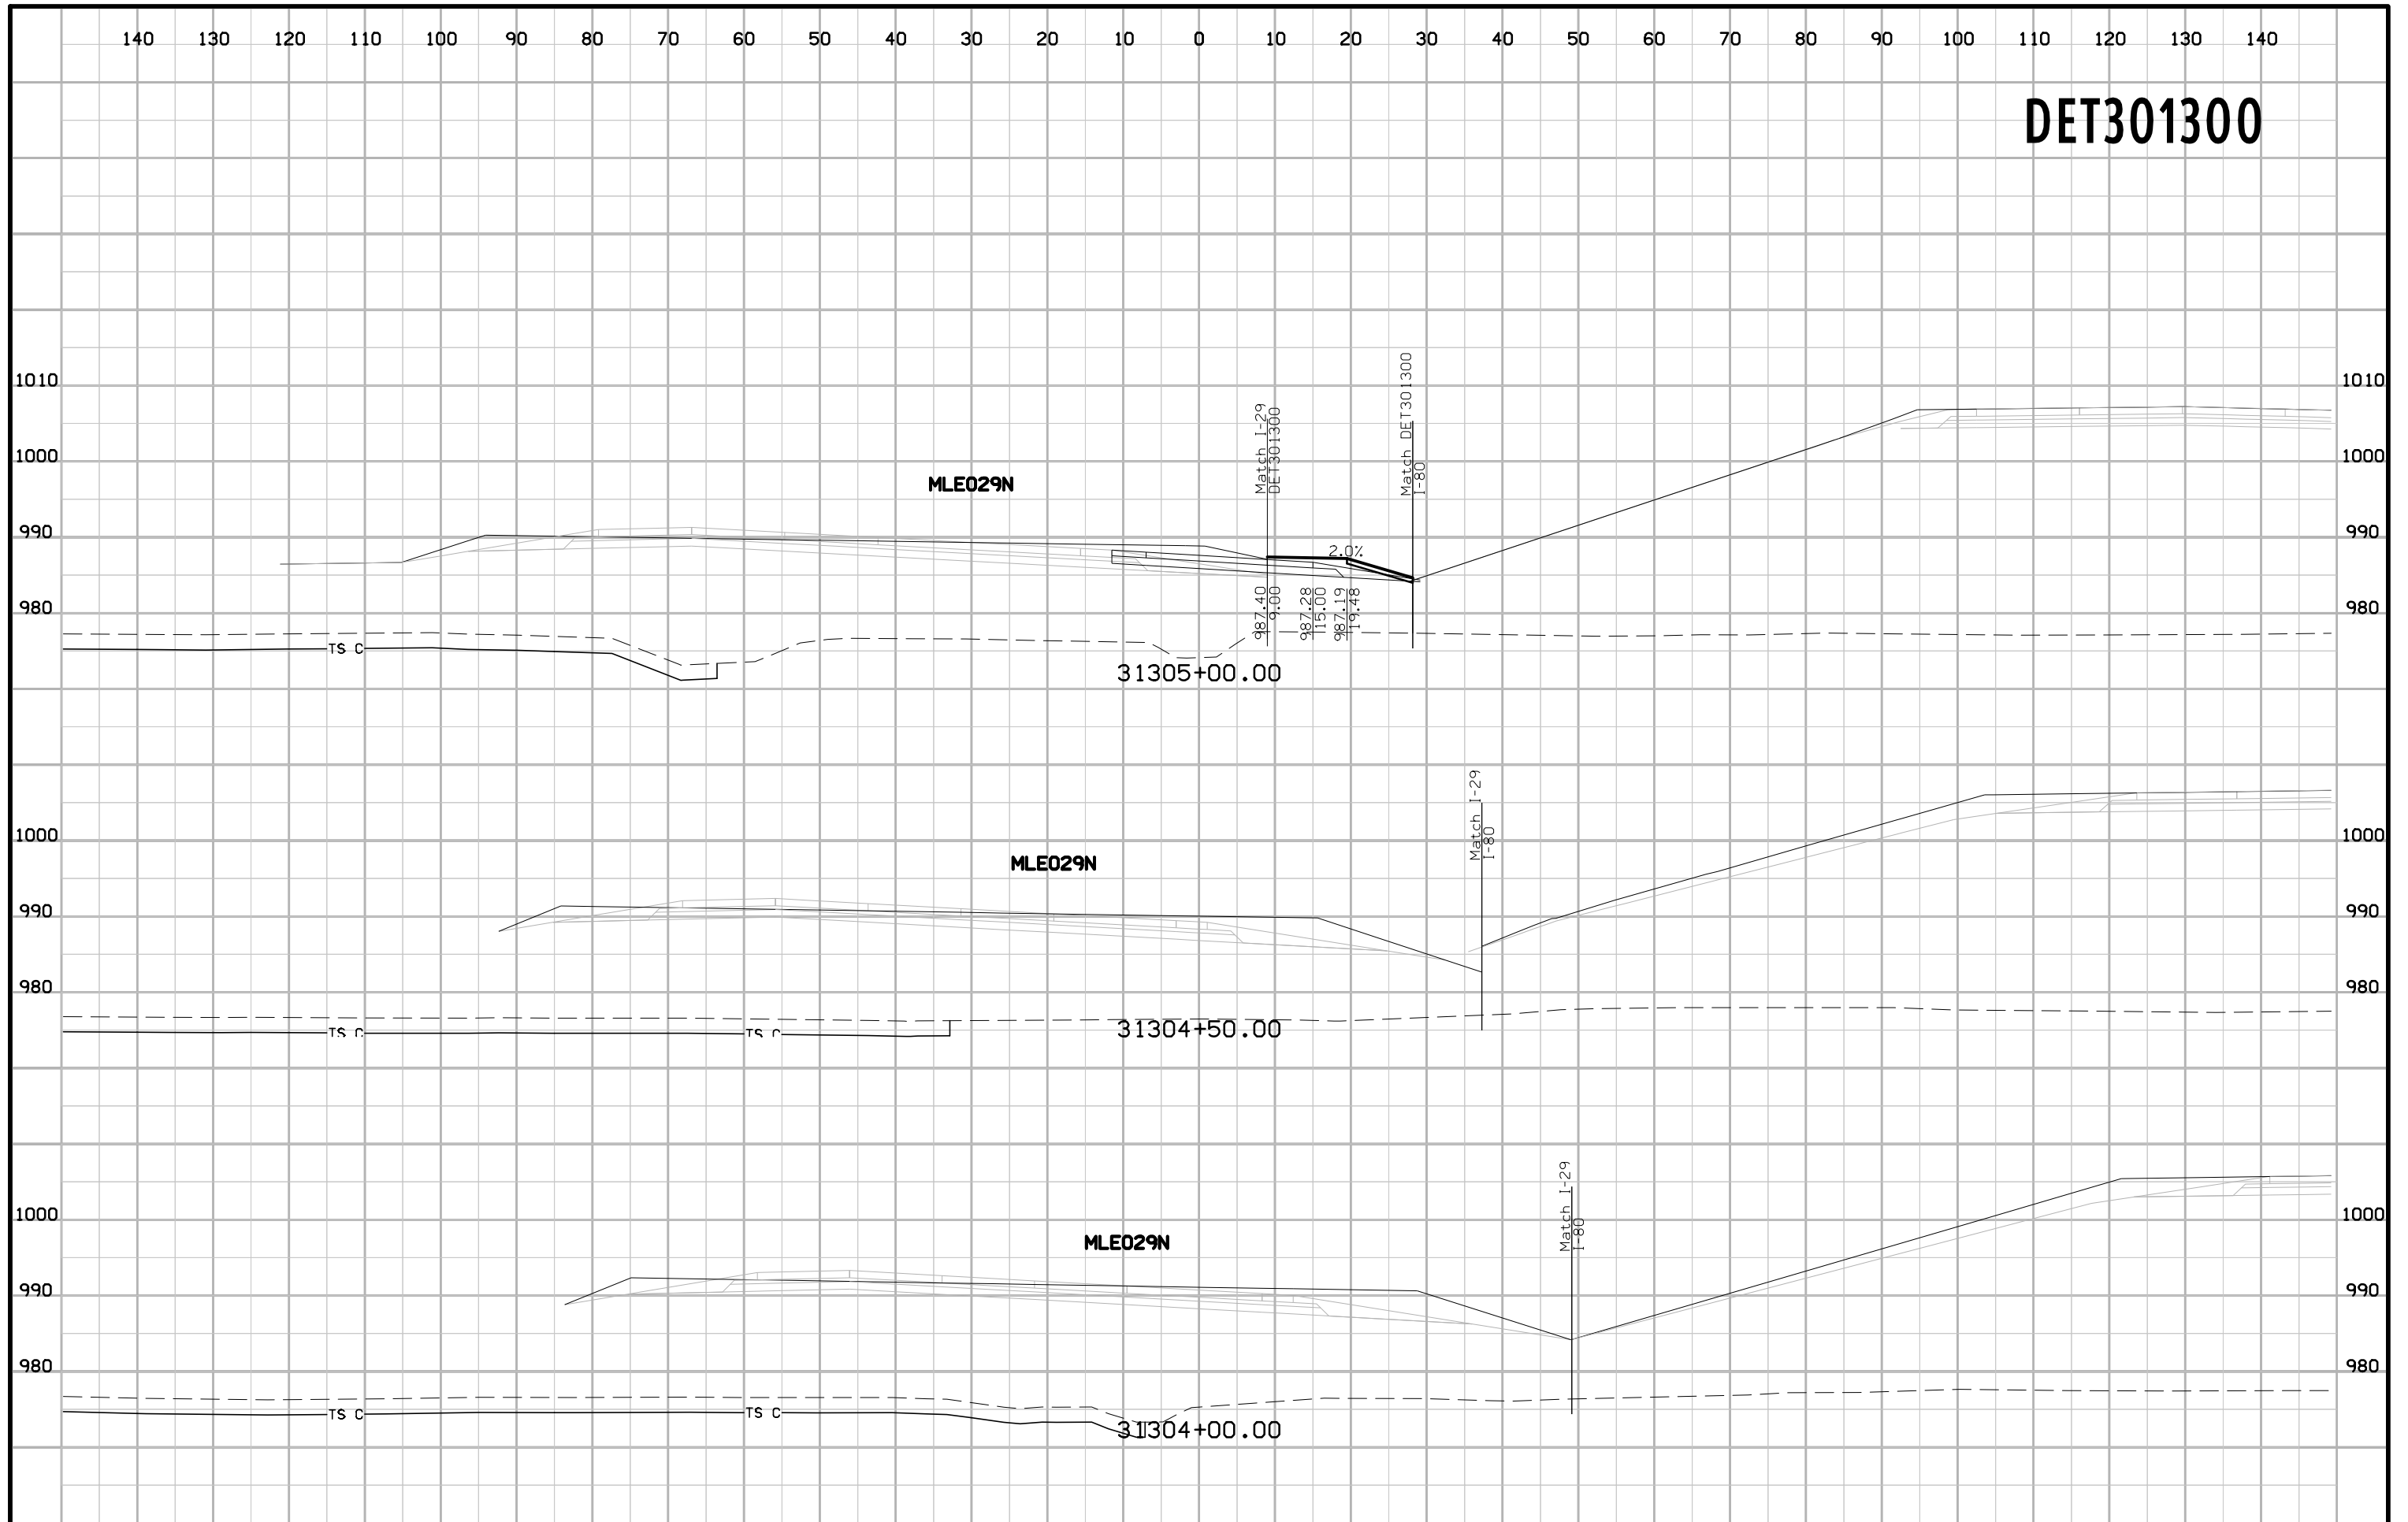 140 130 120 110 100 90 80 70 60 50 40 30 20 10 0 10 20 30 40 50 60 70 80 90 100 110 120 130 140
DET301300
1010 1010
1000 1000
990 990
980 980
MLE029N
Match I-29
DET301300
Match DET301300
I-80
2.0%
987.40
9.00
987.28
15.00
987.19
19.48
TS C
31305+00.00
1000 1000
990 990
980 980
MLE029N
Match I-29
I-80
TS C
TS C
31304+50.00
1000 1000
990 990
980 980
MLE029N
Match I-29
I-80
TS C
TS C
31304+00.00